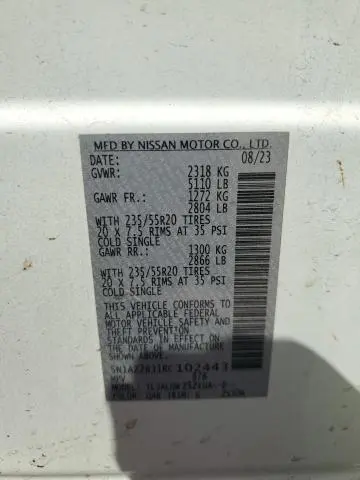 MFD BY NISSAN MOTOR CO., LTD.
DATE: 08/23
GVWR: 2318 KG
5110 LB
GAWR FR.: 1272 KG
2804 LB
WITH 235/55R20 TIRES
20 X 7.5 RIMS AT 35 PSI
COLD SINGLE
GAWR RR.: 1300 KG
2866 LB
WITH 235/55R20 TIRES
20 X 7.5 RIMS AT 35 PSI
COLD SINGLE
THIS VEHICLE CONFORMS TO
ALL APPLICABLE FEDERAL
MOTOR VEHICLE SAFETY AND
THEFT PREVENTION
STANDARDS IN EFFECT ON
THE DATE OF MANUFACTURE
SHOWN ABOVE.
102443
MPV